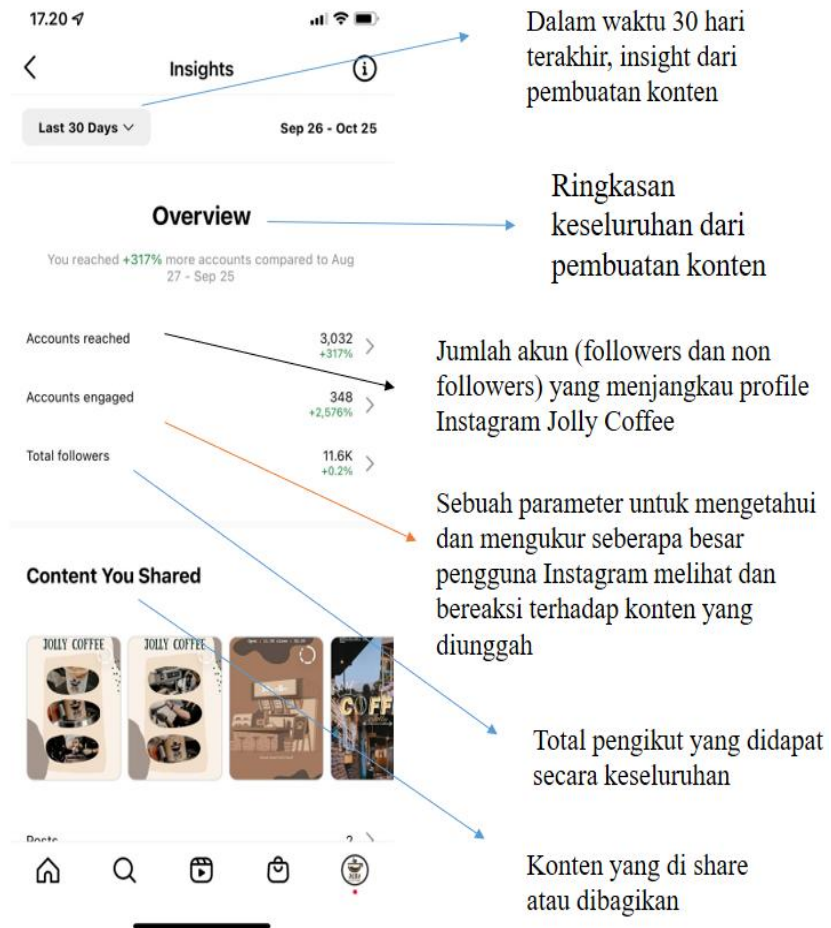 17.20
Insights
Last 30 Days
Sep 26 - Oct 25
Overview
You reached +317% more accounts compared to Aug
27 - Sep 25
Accounts reached
3,032
+317%
Accounts engaged
348
+2,576%
Total followers
11.6K
+0.2%
Content You Shared
JOLLY COFFEE
JOLLY COFFEE
COFF
Posts
2
Dalam waktu 30 hari
terakhir, insight dari
pembuatan konten
Ringkasan
keseluruhan dari
pembuatan konten
Jumlah akun (followers dan non
followers) yang menjangkau profile
Instagram Jolly Coffee
Sebuah parameter untuk mengetahui
dan mengukur seberapa besar
pengguna Instagram melihat dan
bereaksi terhadap konten yang
diunggah
Total pengikut yang didapat
secara keseluruhan
Konten yang di share
atau dibagikan